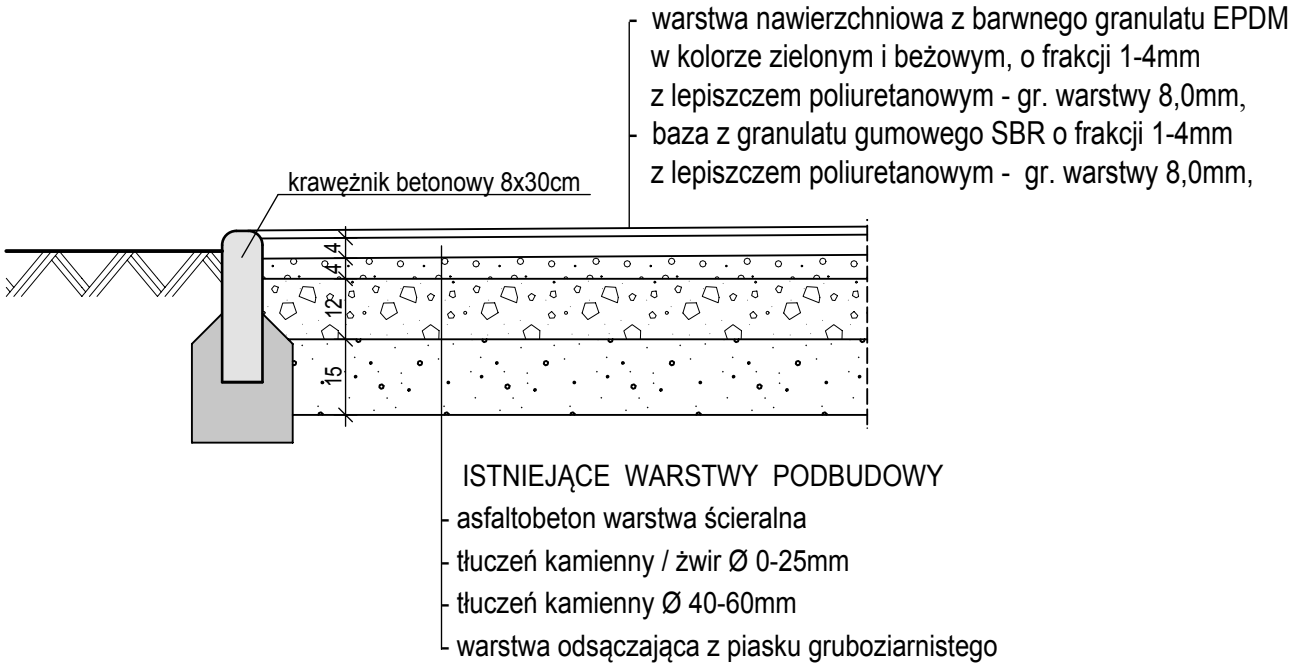 - warstwa nawierzchniowa z barwnego granulatu EPDM
w kolorze zielonym i beżowym, o frakcji 1-4mm
z lepiszczem poliuretanowym - gr. warstwy 8,0mm,
- baza z granulatu gumowego SBR o frakcji 1-4mm
z lepiszczem poliuretanowym - gr. warstwy 8,0mm,
krawężnik betonowy 8x30cm
4
4
12
15
ISTNIEJĄCE WARSTWY PODBUDOWY
- asfaltobeton warstwa ścieralna
- tłuczeń kamienny / żwir Ø 0-25mm
- tłuczeń kamienny Ø 40-60mm
- warstwa odsączająca z piasku gruboziarnistego